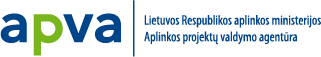 apva
Lietuvos Respublikos aplinkos ministerijos
Aplinkos projektų valdymo agentūra